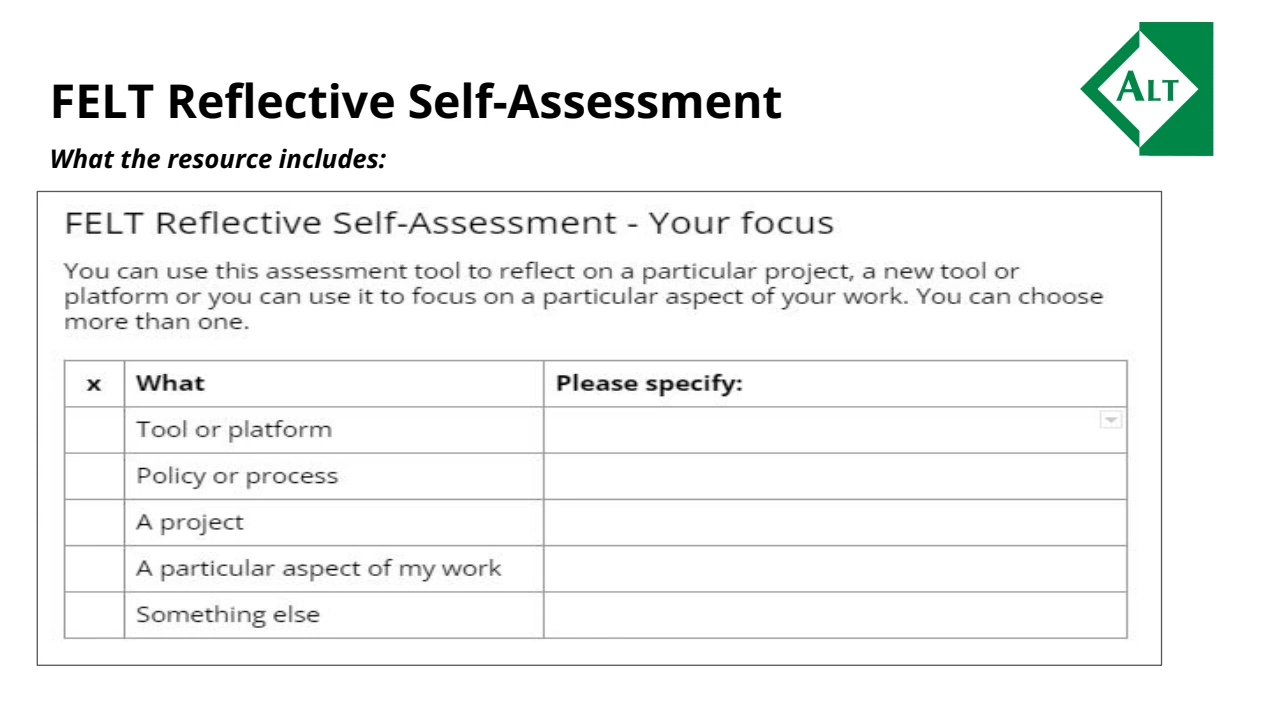 FELT Reflective Self-Assessment
ALT
What the resource includes:
FELT Reflective Self-Assessment - Your focus
You can use this assessment tool to reflect on a particular project, a new tool or
platform or you can use it to focus on a particular aspect of your work. You can choose
more than one.
x What Please specify:
Tool or platform
Policy or process
A project
A particular aspect of my work
Something else